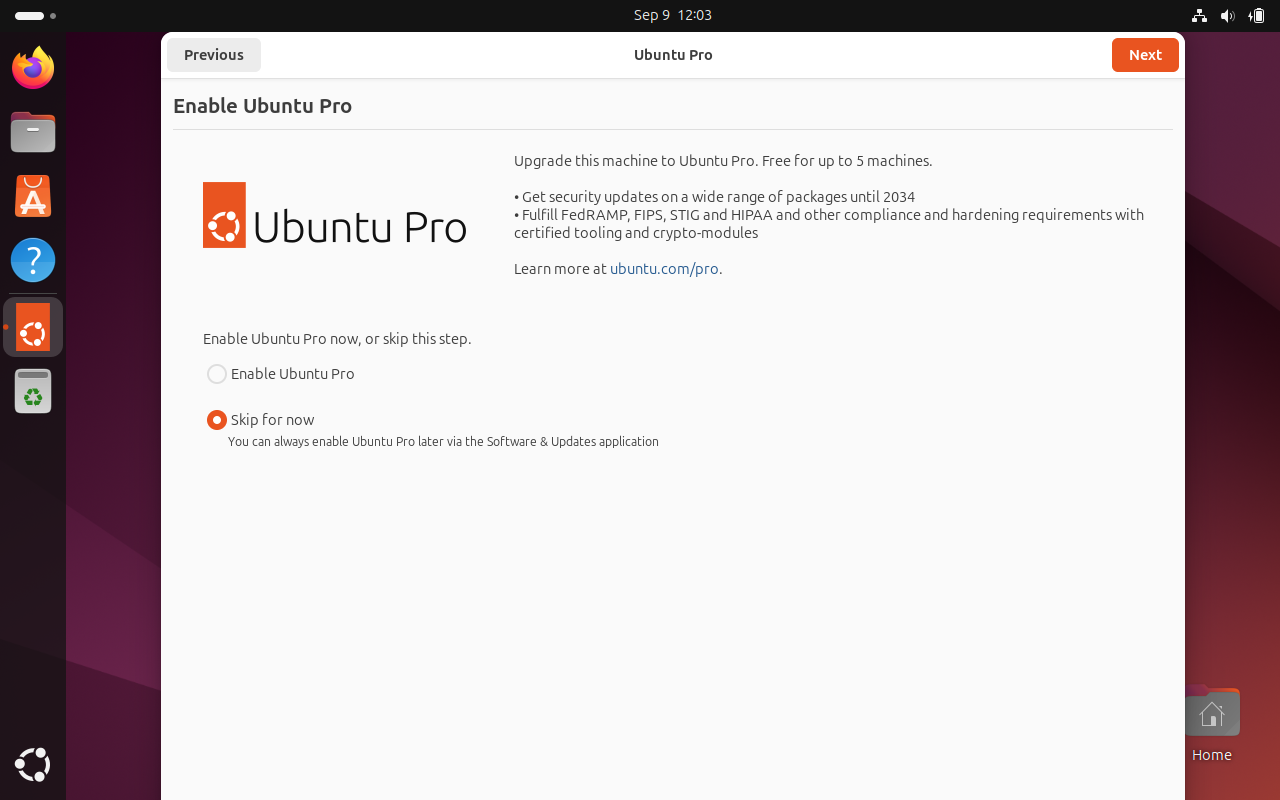 Sep 9 12:03
Previous
Ubuntu Pro
Next
Enable Ubuntu Pro
Upgrade this machine to Ubuntu Pro. Free for up to 5 machines.
• Get security updates on a wide range of packages until 2034
• Fulfill FedRAMP, FIPS, STIG and HIPAA and other compliance and hardening requirements with
certified tooling and crypto-modules
Learn more at ubuntu.com/pro.
Ubuntu Pro
Enable Ubuntu Pro now, or skip this step.
Enable Ubuntu Pro
Skip for now
You can always enable Ubuntu Pro later via the Software & Updates application
Home